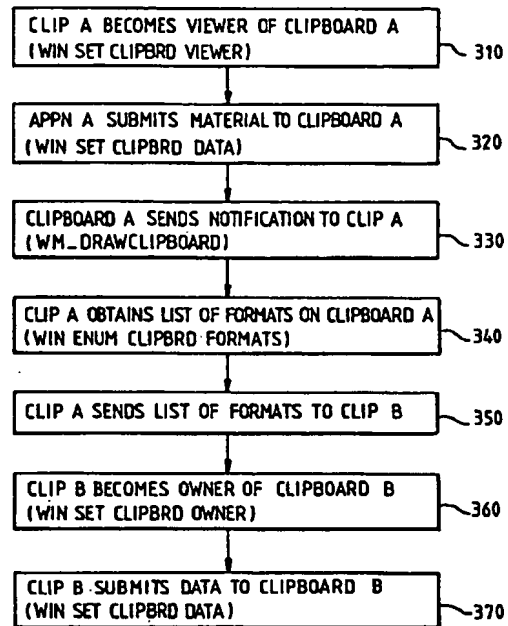 CLIP A BECOMES VIEWER OF CLIPBOARD A
(WIN SET CLIPBRD VIEWER)
310
APPN A SUBMITS MATERIAL TO CLIPBOARD A
(WIN SET CLIPBRD DATA)
320
CLIPBOARD A SENDS NOTIFICATION TO CLIP A
(WM_DRAWCLIPBOARD)
330
CLIP A OBTAINS LIST OF FORMATS ON CLIPBOARD A
(WIN ENUM CLIPBRD FORMATS)
340
CLIP A SENDS LIST OF FORMATS TO CLIP B
350
CLIP B BECOMES OWNER OF CLIPBOARD B
(WIN SET CLIPBRD OWNER)
360
CLIP B SUBMITS DATA TO CLIPBOARD B
(WIN SET CLIPBRD DATA)
370